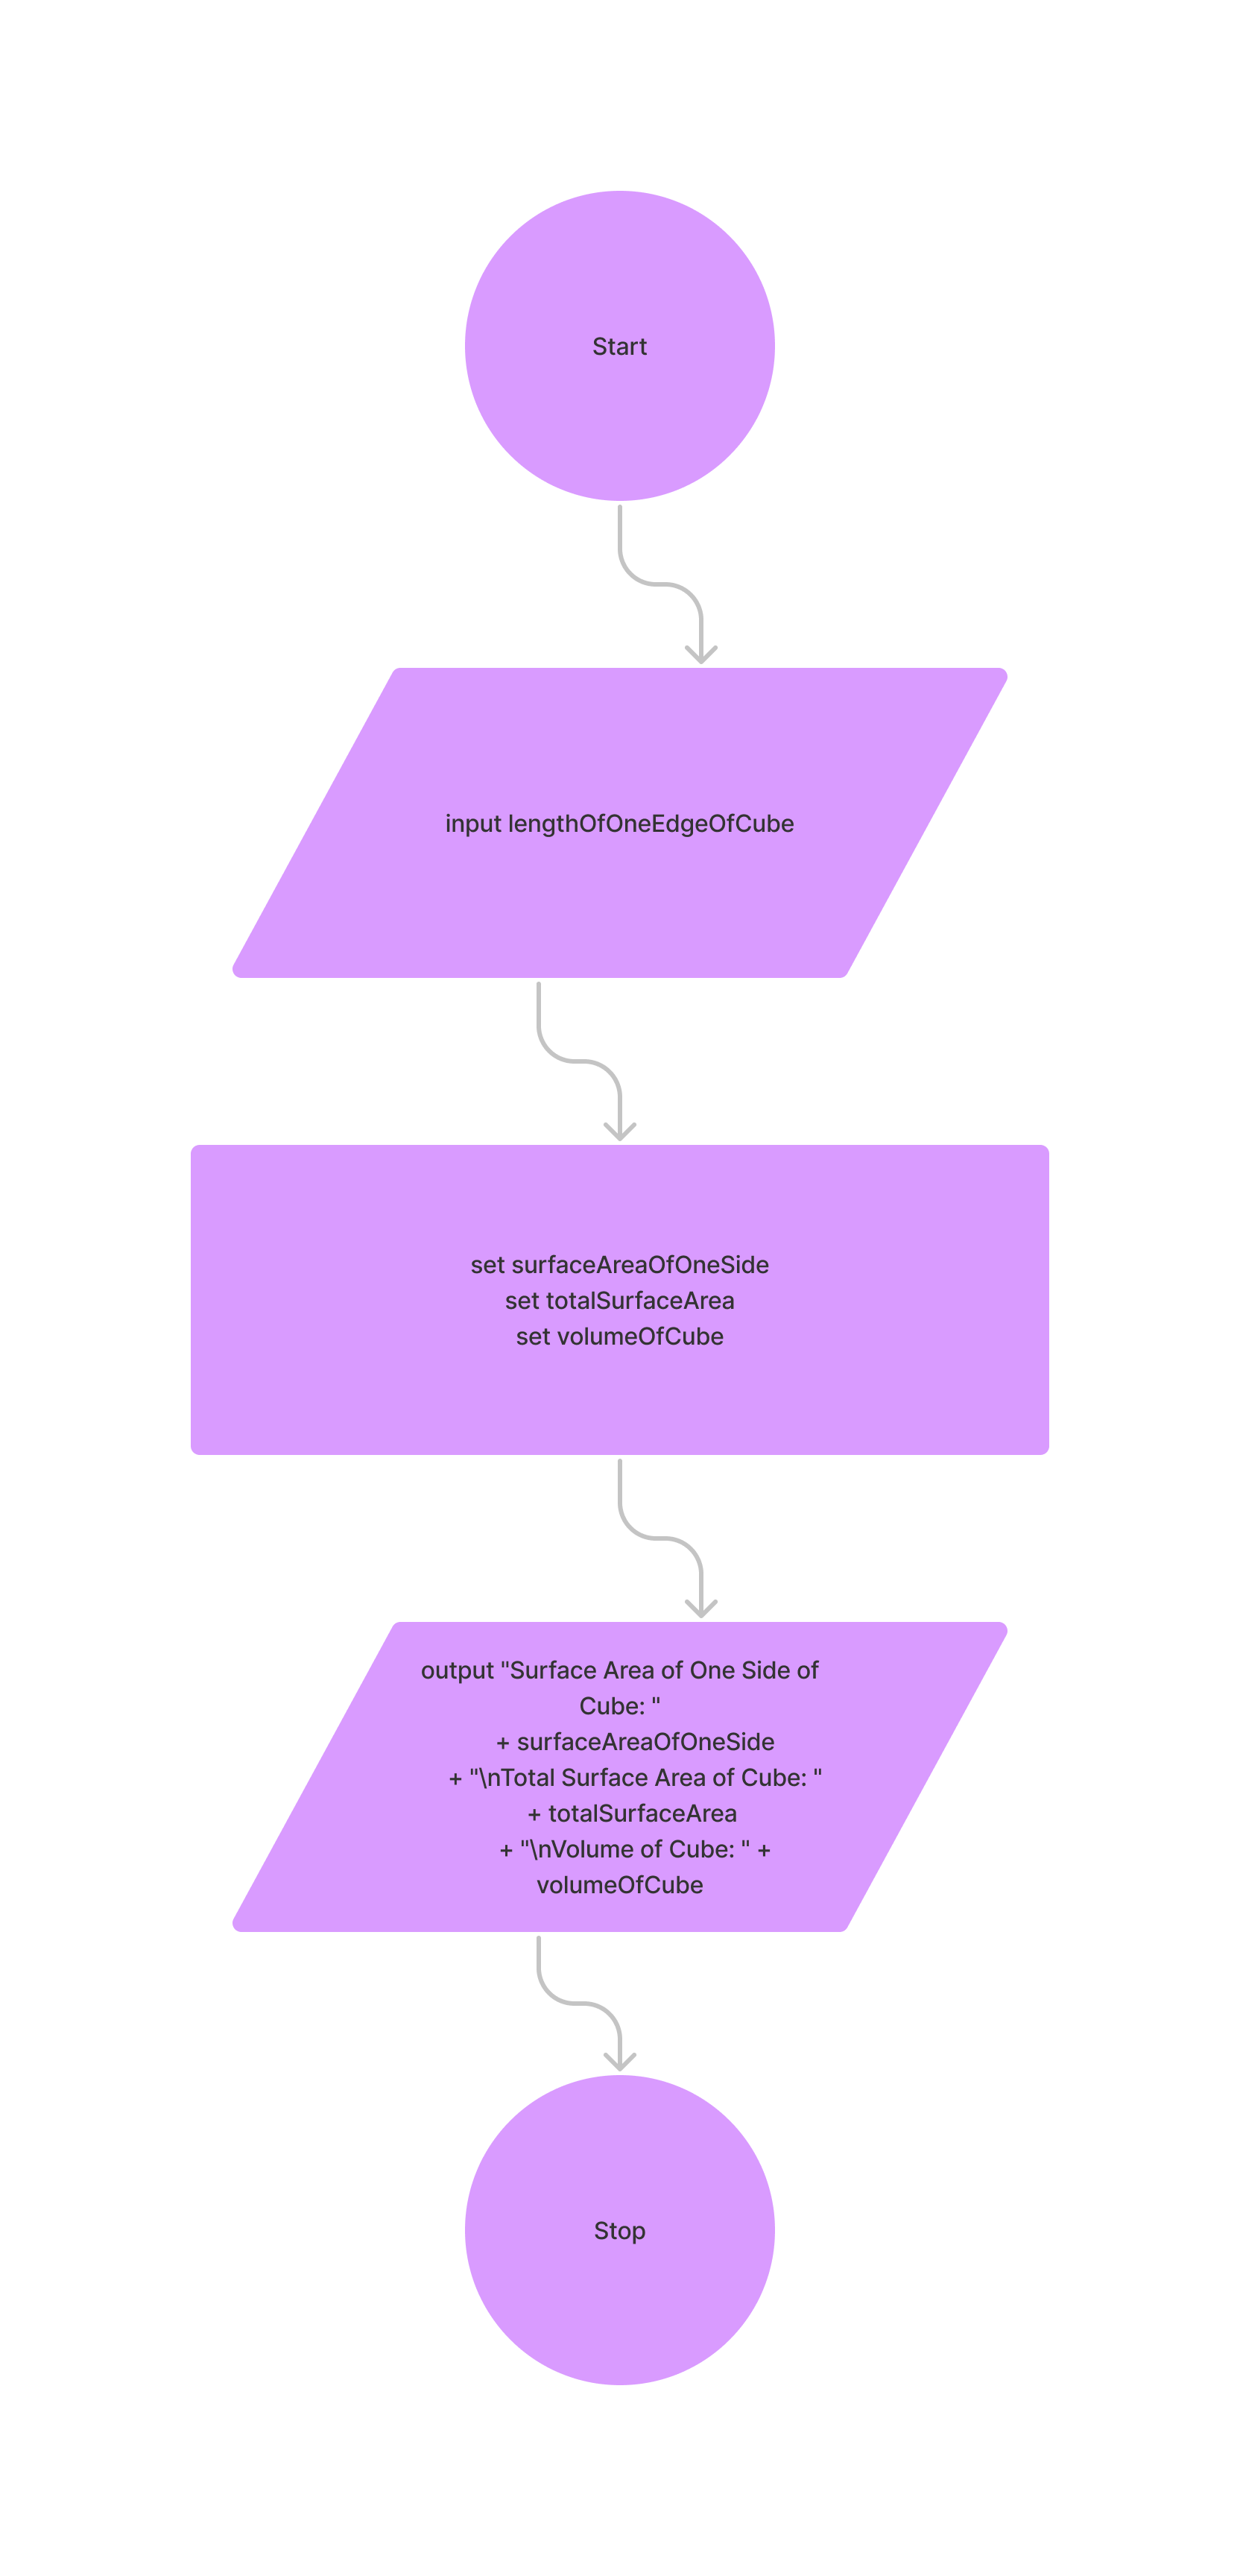 Start
input lengthOfOneEdgeOfCube
set surfaceAreaOfOneSide
set totalSurfaceArea
set volumeOfCube
output "Surface Area of One Side of
Cube: "
+ surfaceAreaOfOneSide
+ "\nTotal Surface Area of Cube: "
+ totalSurfaceArea
+ "\nVolume of Cube: " +
volumeOfCube
Stop